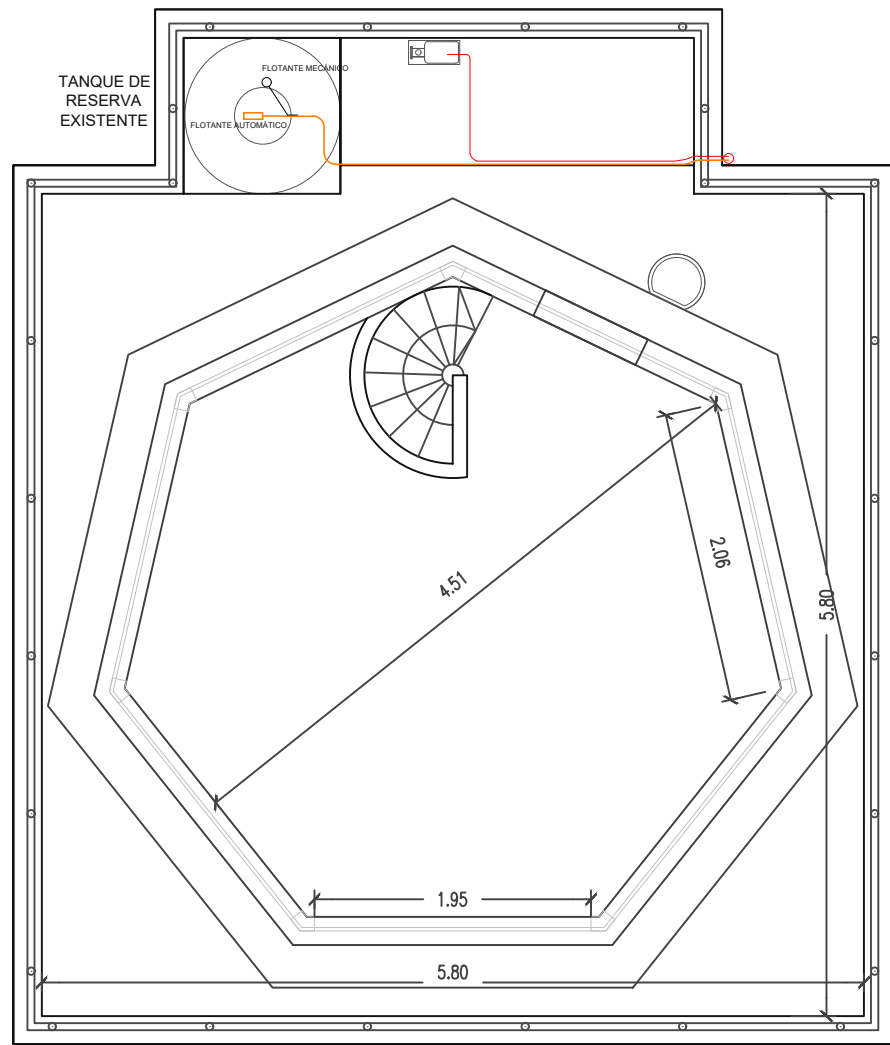 TANQUE DE
RESERVA
EXISTENTE
FLOTANTE MECÁNICO
FLOTANTE AUTOMÁTICO
4.51
2.06
5.80
1.95
5.80